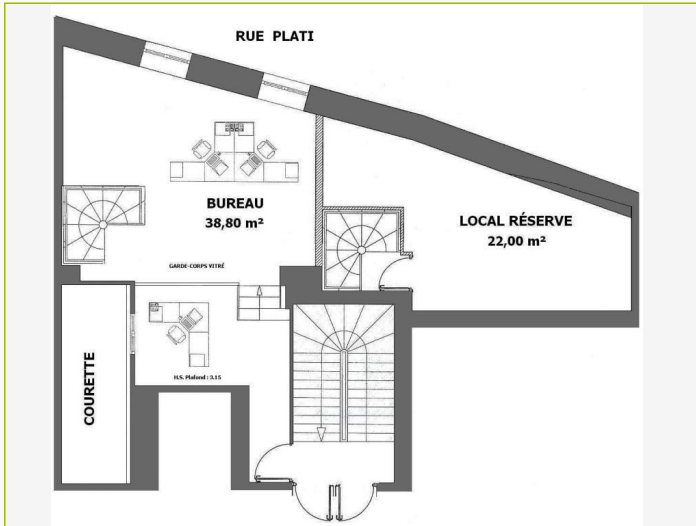 RUE PLATI
BUREAU
38,80 m²
LOCAL RÉSERVE
22,00 m²
GARDE-CORPS VITRÉ
H.S. Plafond : 3.15
COURETTE